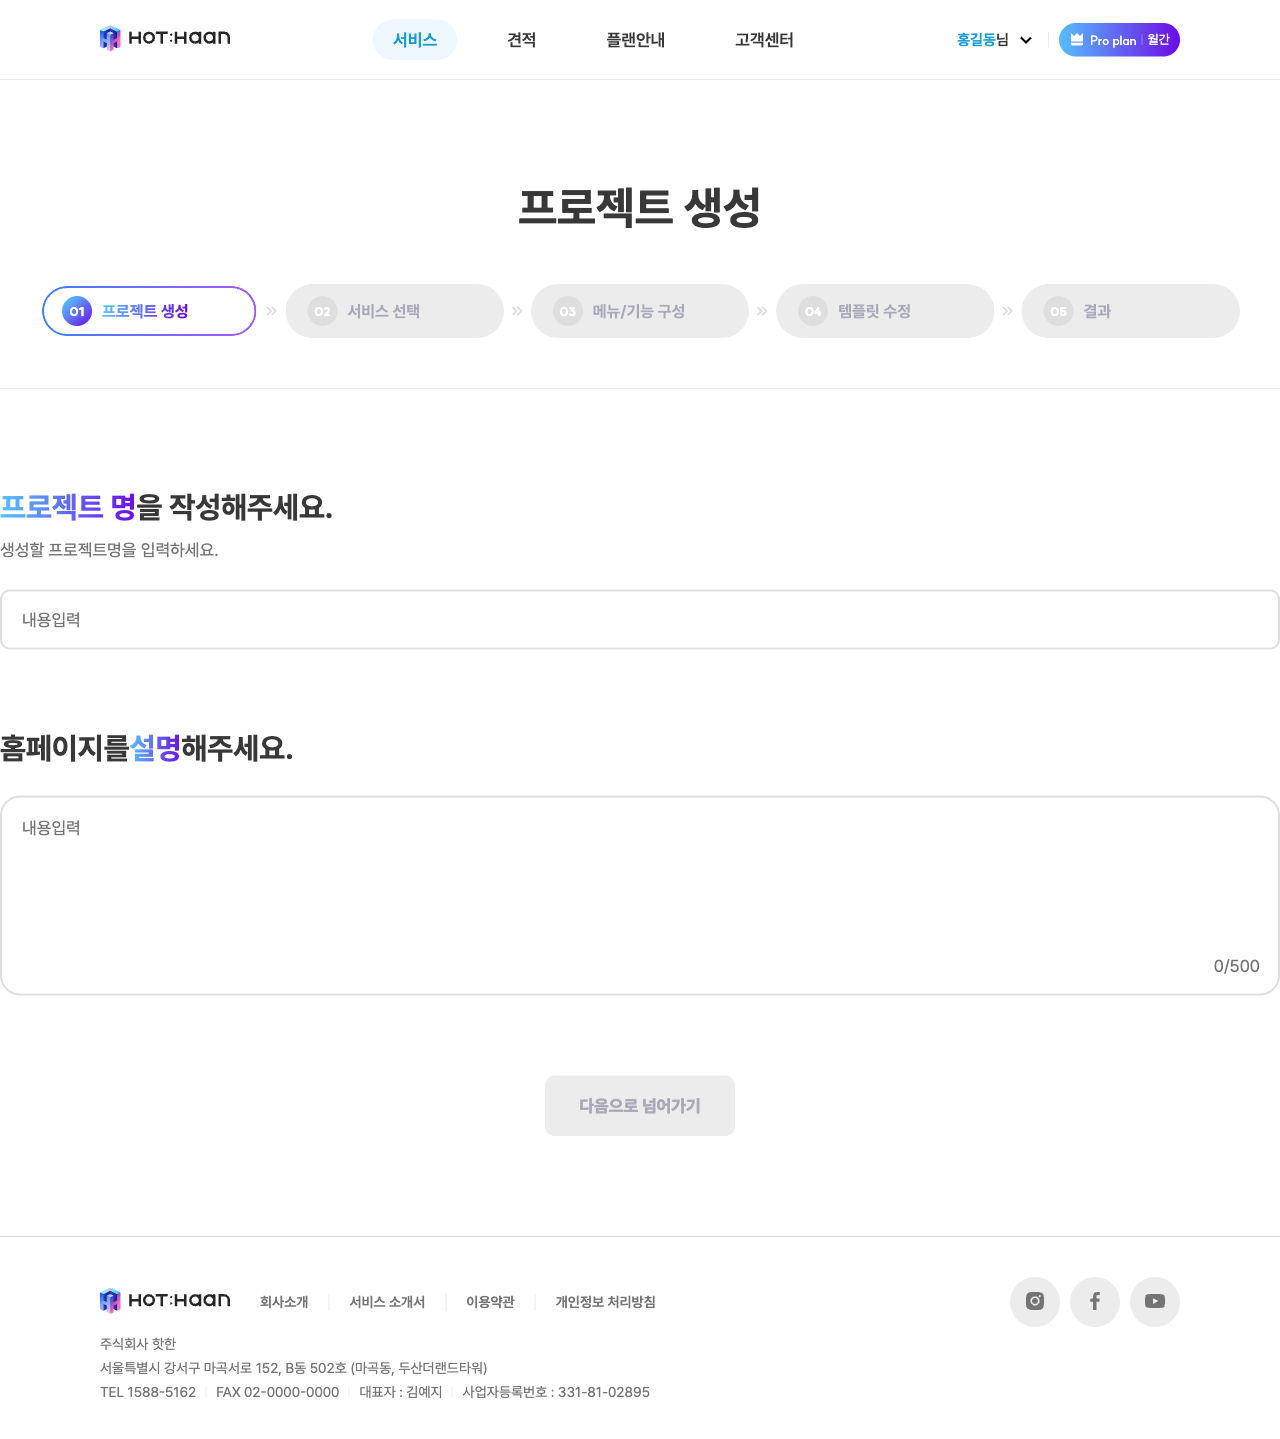 HOT:HAAN
서비스 견적 플랜안내 고객센터
홍길동님
Pro plan | 월간
프로젝트 생성
01 프로젝트 생성
02 서비스 선택
03 메뉴/기능 구성
04 템플릿 수정
05 결과
프로젝트 명을 작성해주세요.
생성할 프로젝트명을 입력하세요.
내용입력
홈페이지를설명해주세요.
내용입력
0/500
다음으로 넘어가기
HOT:HAAN
회사소개 서비스 소개서 이용약관 개인정보 처리방침
주식회사 핫한
서울특별시 강서구 마곡서로 152, B동 502호 (마곡동, 두산더랜드타워)
TEL 1588-5162 | FAX 02-0000-0000 | 대표자 : 김예지 | 사업자등록번호 : 331-81-02895